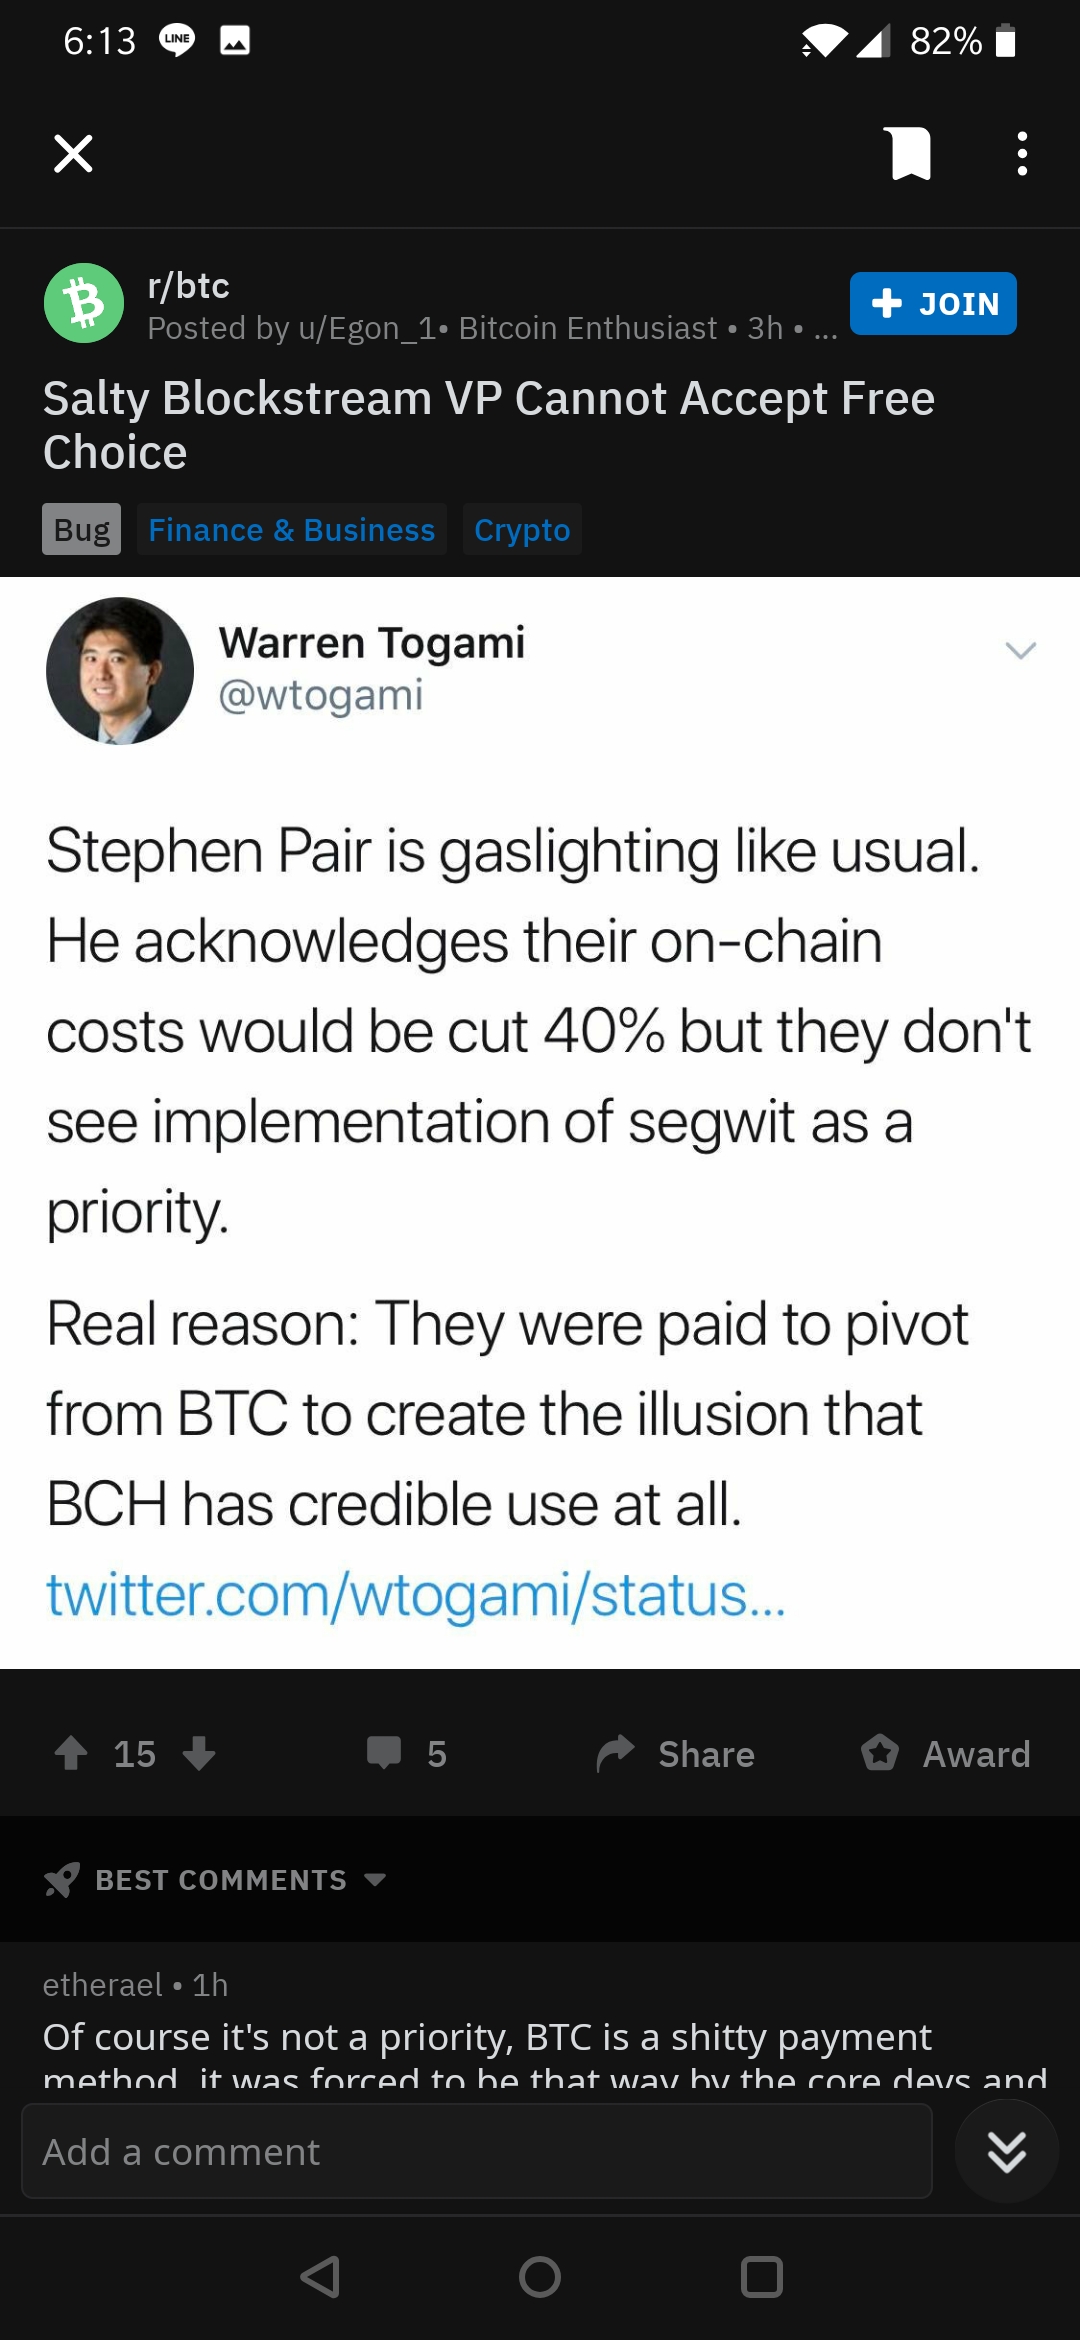 6:13 LINE 82%
r/btc
Posted by u/Egon_1• Bitcoin Enthusiast • 3h • ...
JOIN
Salty Blockstream VP Cannot Accept Free
Choice
Bug Finance & Business Crypto
Warren Togami
@wtogami
Stephen Pair is gaslighting like usual.
He acknowledges their on-chain
costs would be cut 40% but they don't
see implementation of segwit as a
priority.
Real reason: They were paid to pivot
from BTC to create the illusion that
BCH has credible use at all.
twitter.com/wtogami/status...
15 5 Share Award
BEST COMMENTS
etherael • 1h
Of course it's not a priority, BTC is a shitty payment
method, it was forced to be that way by the core devs and
Add a comment